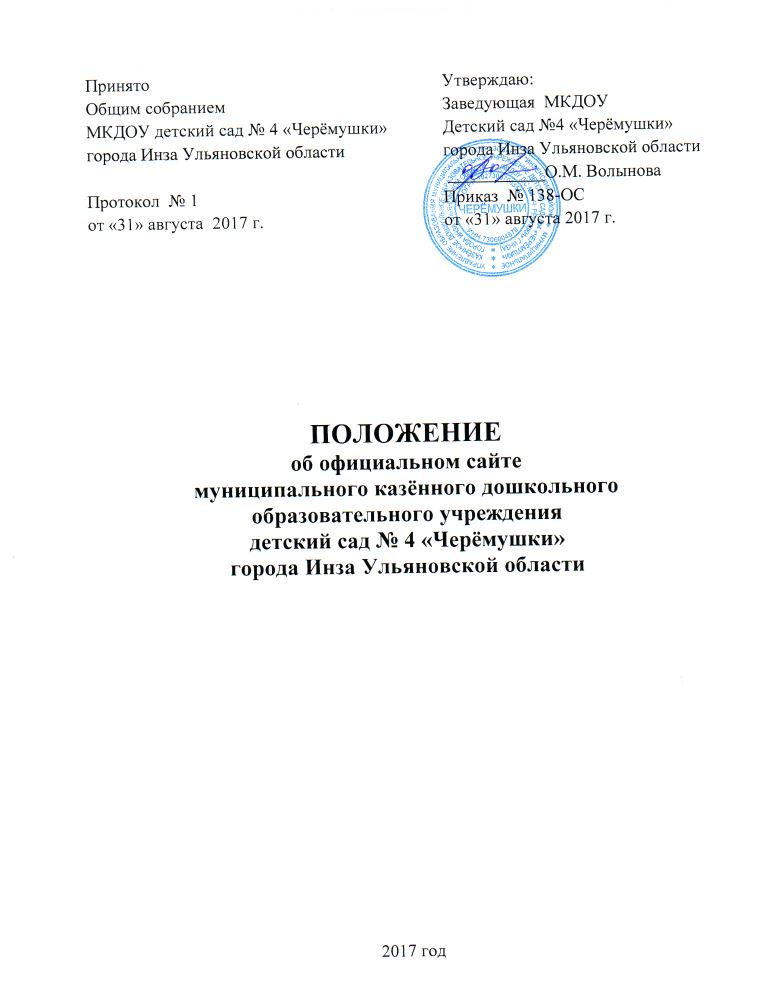 Принято
Общим собранием
МКДОУ детский сад № 4 «Черёмушки»
города Инза Ульяновской области
Протокол № 1
от «31» августа 2017 г.
Утверждаю:
Заведующая МКДОУ
Детский сад №4 «Черёмушки»
города Инза Ульяновской области
О.М. Волынова
Приказ № 138-ОС
от «31» августа 2017 г.
ЧЕРЁМУШКИ
ПОЛОЖЕНИЕ
об официальном сайте
муниципального казённого дошкольного
образовательного учреждения
детский сад № 4 «Черёмушки»
города Инза Ульяновской области
2017 год